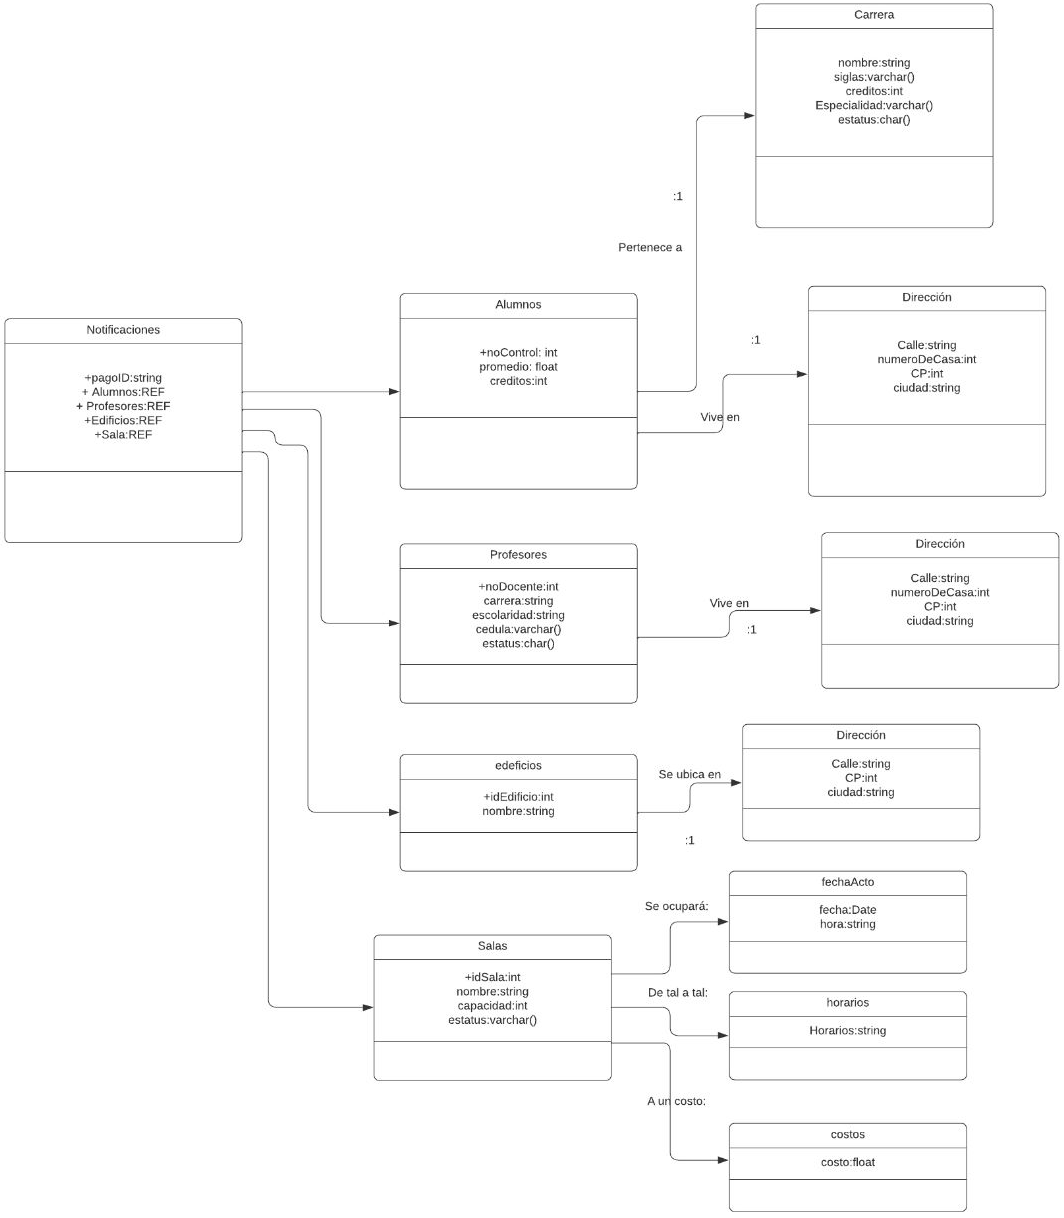 Carrera
nombre:string
siglas:varchar()
creditos:int
Especialidad:varchar()
estatus:char()
:1
Pertenece a
Notificaciones
+pagoID:string
+ Alumnos:REF
+ Profesores:REF
+Edificios:REF
+Sala:REF
Alumnos
+noControl: int
promedio: float
creditos:int
:1
Vive en
Dirección
Calle:string
numeroDeCasa:int
CP:int
ciudad:string
Profesores
+noDocente:int
carrera:string
escolaridad:string
cedula:varchar()
estatus:char()
Vive en
:1
Dirección
Calle:string
numeroDeCasa:int
CP:int
ciudad:string
edeficios
+idEdificio:int
nombre:string
Se ubica en
:1
Dirección
Calle:string
CP:int
ciudad:string
Salas
+idSala:int
nombre:string
capacidad:int
estatus:varchar()
Se ocupará:
fechaActo
fecha:Date
hora:string
De tal a tal:
horarios
Horarios:string
A un costo:
costos
costo:float